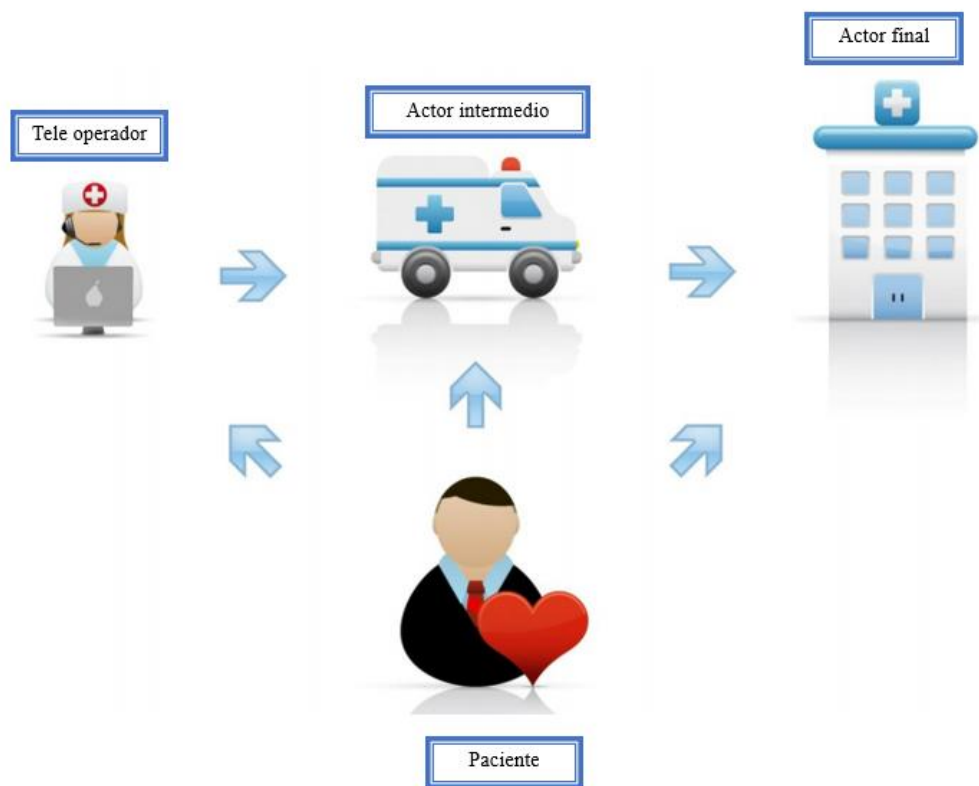 Actor final
Actor intermedio
Tele operador
Paciente